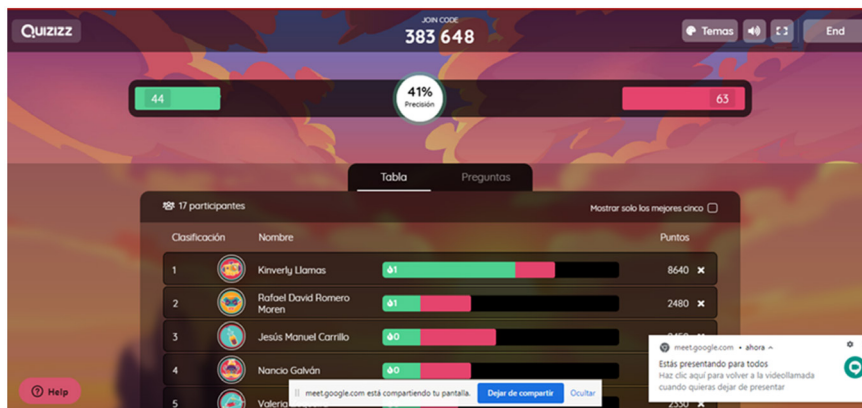 QUIZIZZ
JOIN CODE
383 648
Temas
End
44
41%
Precisión
63
Tabla
Preguntas
17 participantes
Mostrar solo los mejores cinco
Clasificación Nombre Puntos
1 Kinverly Llamas 1 8640
2 Rafael David Romero
Moren 1 2480
3 Jesús Manuel Carrillo 0
4 Nancio Galván 0
5 Valeria
meet.google.com • ahora
Estás presentando para todos
Haz clic aquí para volver a la videollamada
cuando quieras dejar de presentar
meet.google.com está compartiendo tu pantalla.
Dejar de compartir
Ocultar
Help